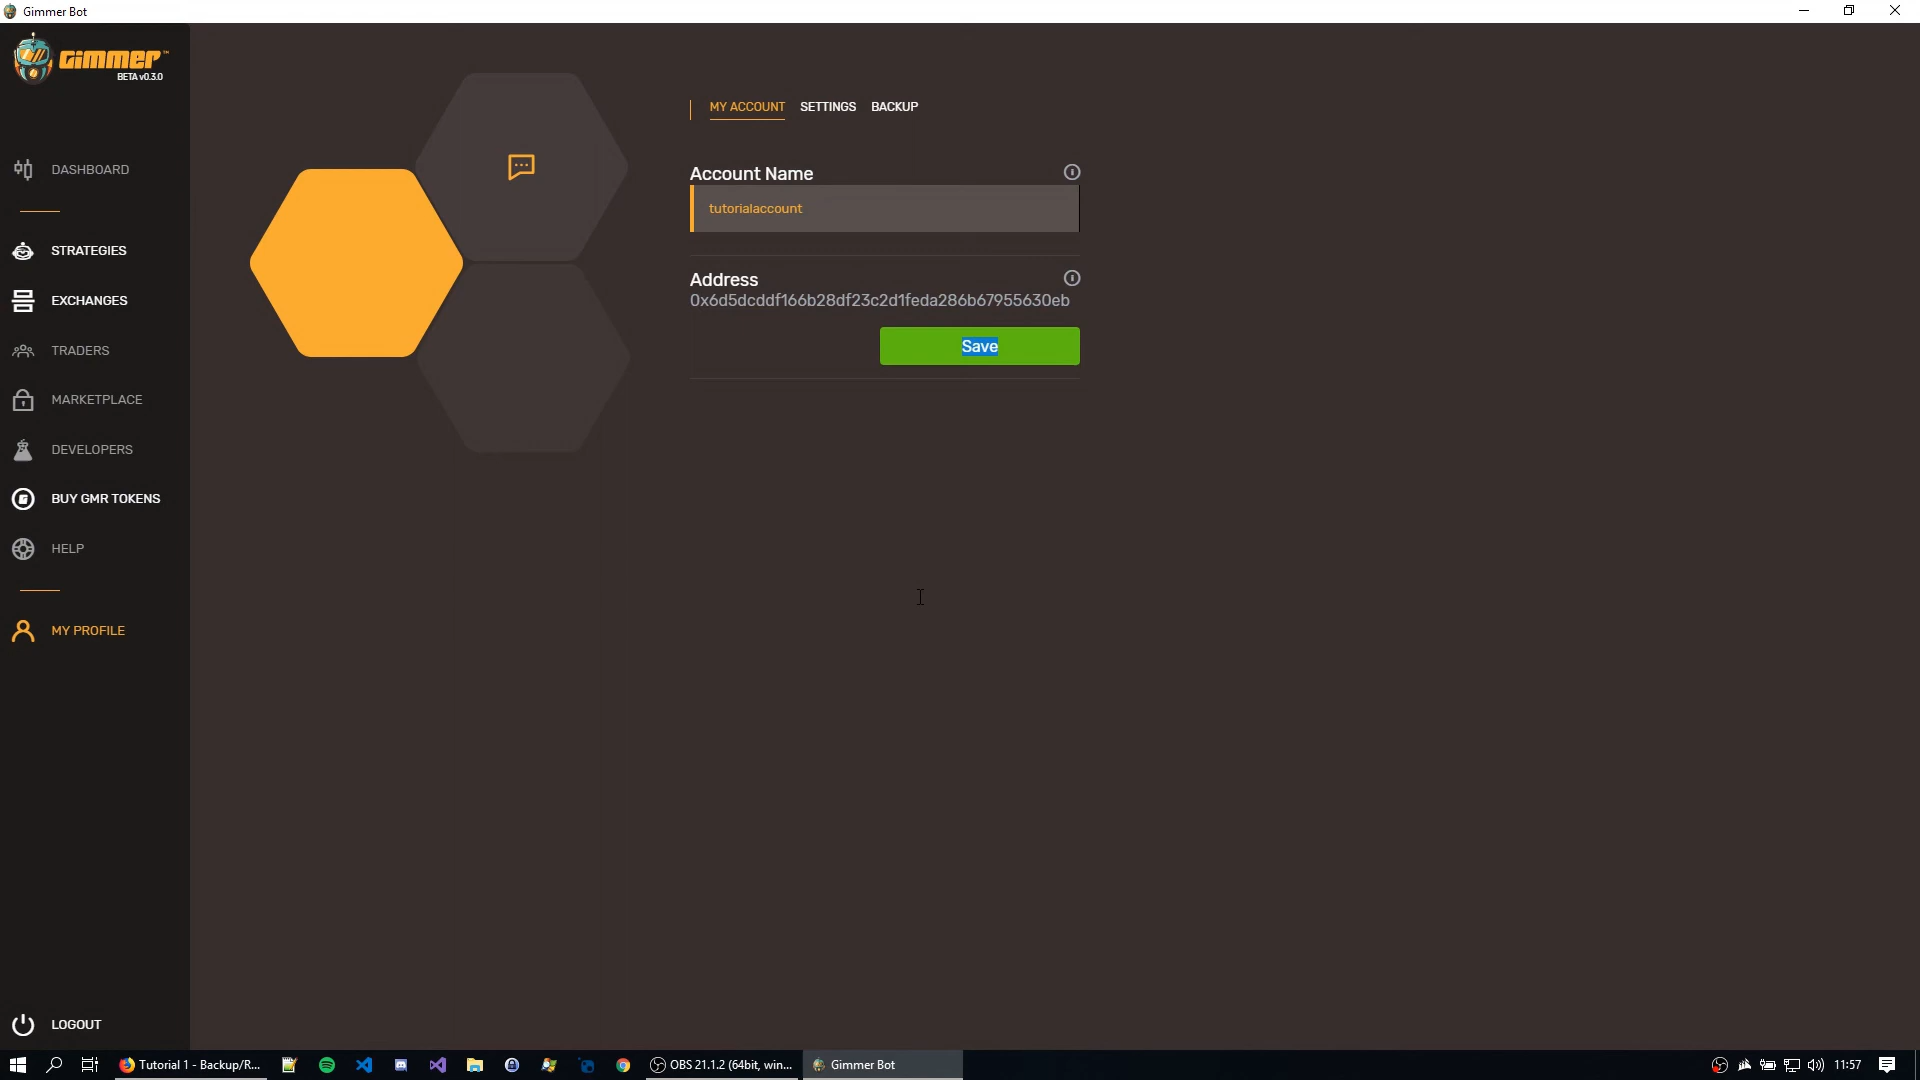 Gimmer Bot
Gimmer™
BETA v0.3.0
DASHBOARD
STRATEGIES
EXCHANGES
TRADERS
MARKETPLACE
DEVELOPERS
BUY GMR TOKENS
HELP
MY PROFILE
LOGOUT
MY ACCOUNT SETTINGS BACKUP
Account Name
tutorialaccount
Address
0x6d5dcddf166b28df23c2d1feda286b67955630eb
Save
Tutorial 1 - Backup/R... OBS 21.1.2 (64bit, win... Gimmer Bot 11:57